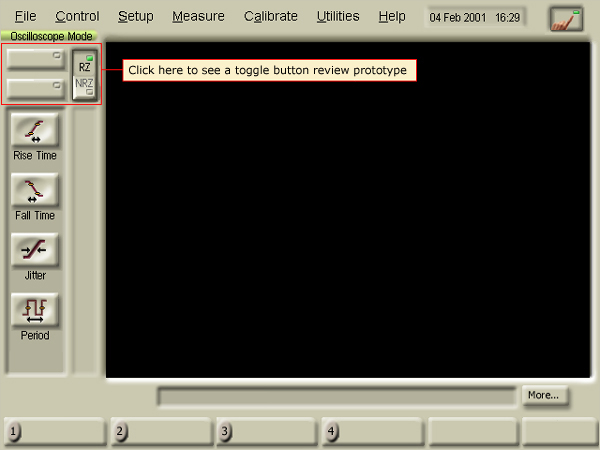 File Control Setup Measure Calibrate Utilities Help 04 Feb 2001 16:29
Oscilloscope Mode
RZ
NRZ
Click here to see a toggle button review prototype
Rise Time
Fall Time
Jitter
Period
More...
1 2 3 4